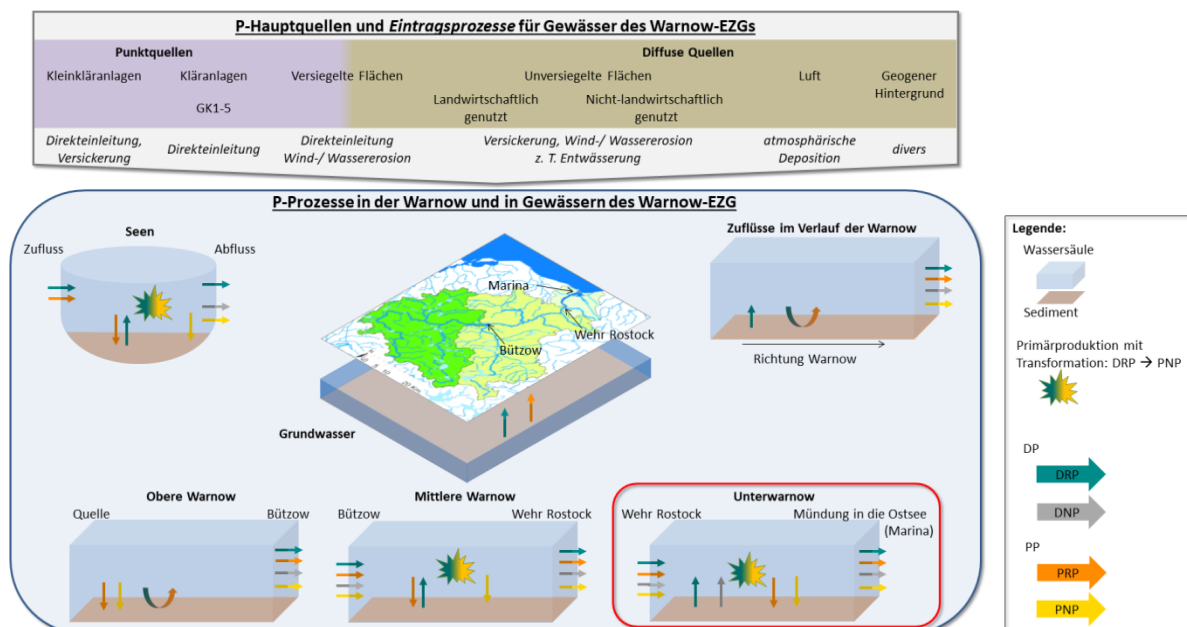 P-Hauptquellen und Eintragsprozesse für Gewässer des Warnow-EZGs
Punktquellen
Diffuse Quellen
Kleinkläranlagen
Kläranlagen
Versiegelte Flächen
Unversiegelte Flächen
Luft
Geogener
Hintergrund
GK1-5
Landwirtschaftlich
genutzt
Nicht-landwirtschaftlich
genutzt
Direkteinleitung,
Versickerung
Direkteinleitung
Direkteinleitung
Wind-/ Wassererosion
Versickerung, Wind-/ Wassererosion
z. T. Entwässerung
atmosphärische
Deposition
divers
P-Prozesse in der Warnow und in Gewässern des Warnow-EZG
Seen
Zufluss
Abfluss
Marina
Wehr Rostock
Bützow
20 km
Grundwasser
Zuflüsse im Verlauf der Warnow
Richtung Warnow
Obere Warnow
Quelle
Bützow
Mittlere Warnow
Bützow
Wehr Rostock
Unterwarnow
Wehr Rostock
Mündung in die Ostsee
(Marina)
Legende:
Wassersäule
Sediment
Primärproduktion mit
Transformation: DRP → PNP
DP
DRP
DNP
PP
PRP
PNP